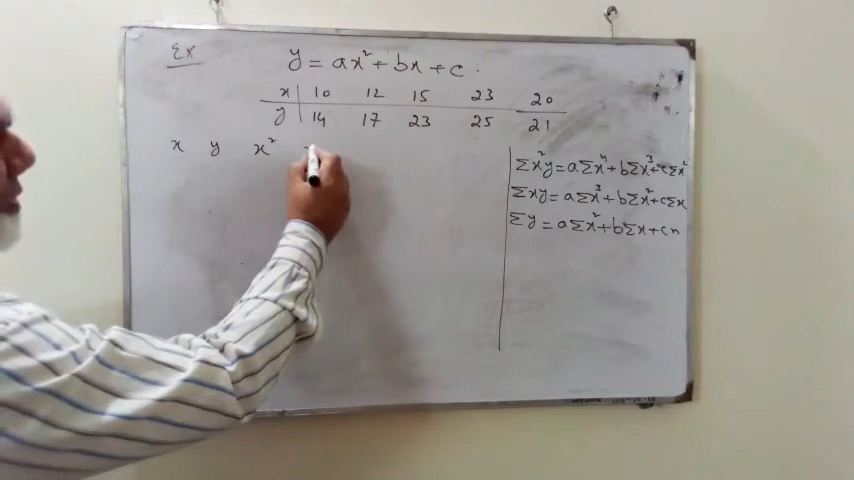 Ex y = ax² + bx + c .
x | 10 12 15 23 20
y | 14 17 23 25 21
x y x²
Σx²y = aΣx⁴ + bΣx³ + cΣx²
Σxy = aΣx³ + bΣx² + cΣx
Σy = aΣx² + bΣx + cn